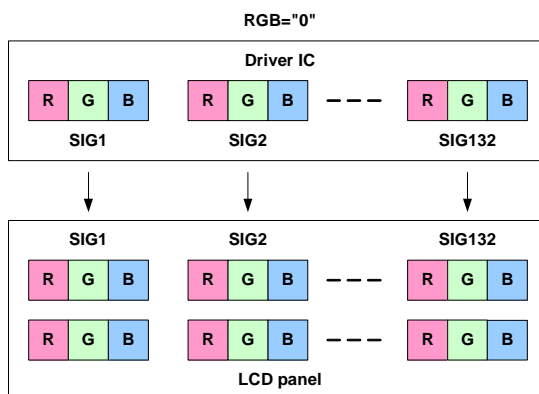 RGB="0"
Driver IC
R G B R G B R G B
SIG1 SIG2 SIG132
SIG1 SIG2 SIG132
R G B R G B R G B
R G B R G B R G B
LCD panel